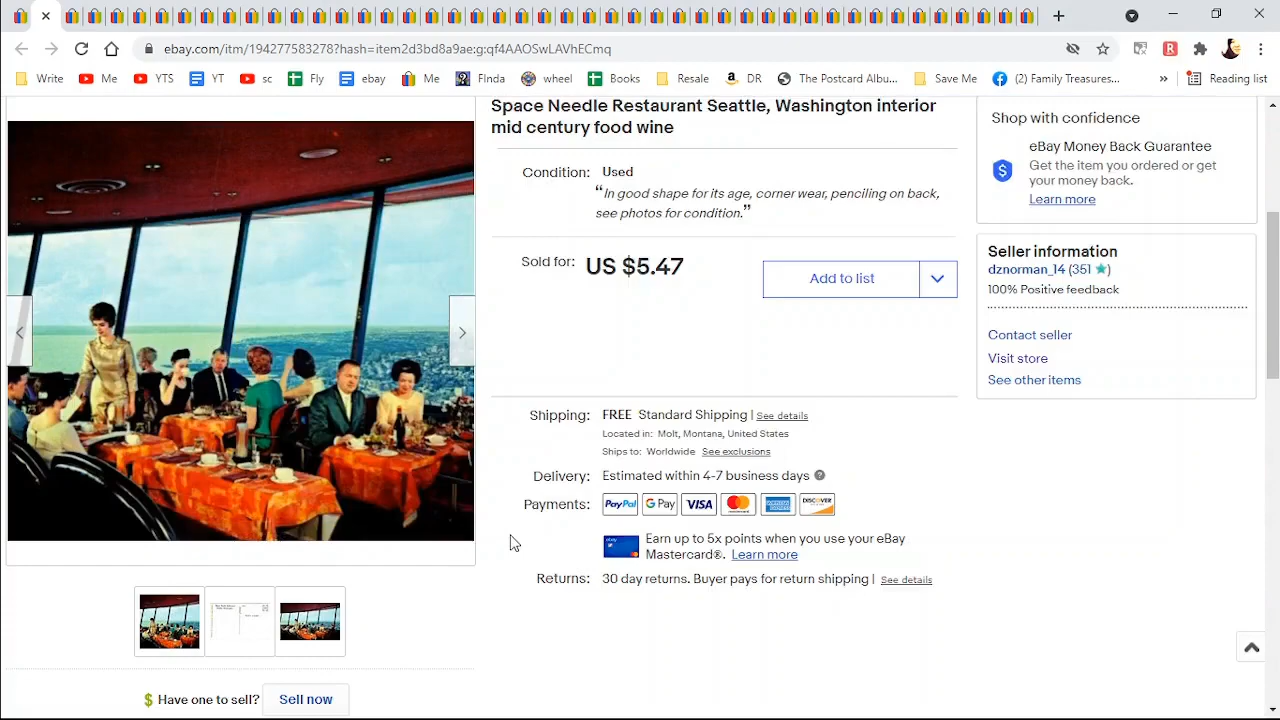 ebay.com/itm/194277583278?hash=item2d3bd8a9ae:g:qf4AAOSwLAVhECmq
Write
Me
YTS
YT
sc
Fly
ebay
Me
FInda
wheel
Books
Resale
DR
The Postcard Albu...
Save Me
(2) Family Treasures...
»
Reading list
Space Needle Restaurant Seattle, Washington interior
mid century food wine
Condition: Used
“In good shape for its age, corner wear, penciling on back,
see photos for condition.”
Sold for: US $5.47
Add to list
Shipping: FREE Standard Shipping | See details
Located in: Molt, Montana, United States
Ships to: Worldwide See exclusions
Delivery: Estimated within 4-7 business days
Payments: PayPal G Pay VISA mastercard AMERICAN EXPRESS DISCOVER
Earn up to 5x points when you use your eBay
Mastercard®. Learn more
Returns: 30 day returns. Buyer pays for return shipping | See details
Shop with confidence
eBay Money Back Guarantee
Get the item you ordered or get
your money back.
Learn more
Seller information
dznorman_14 (351)
100% Positive feedback
Contact seller
Visit store
See other items
$ Have one to sell? Sell now